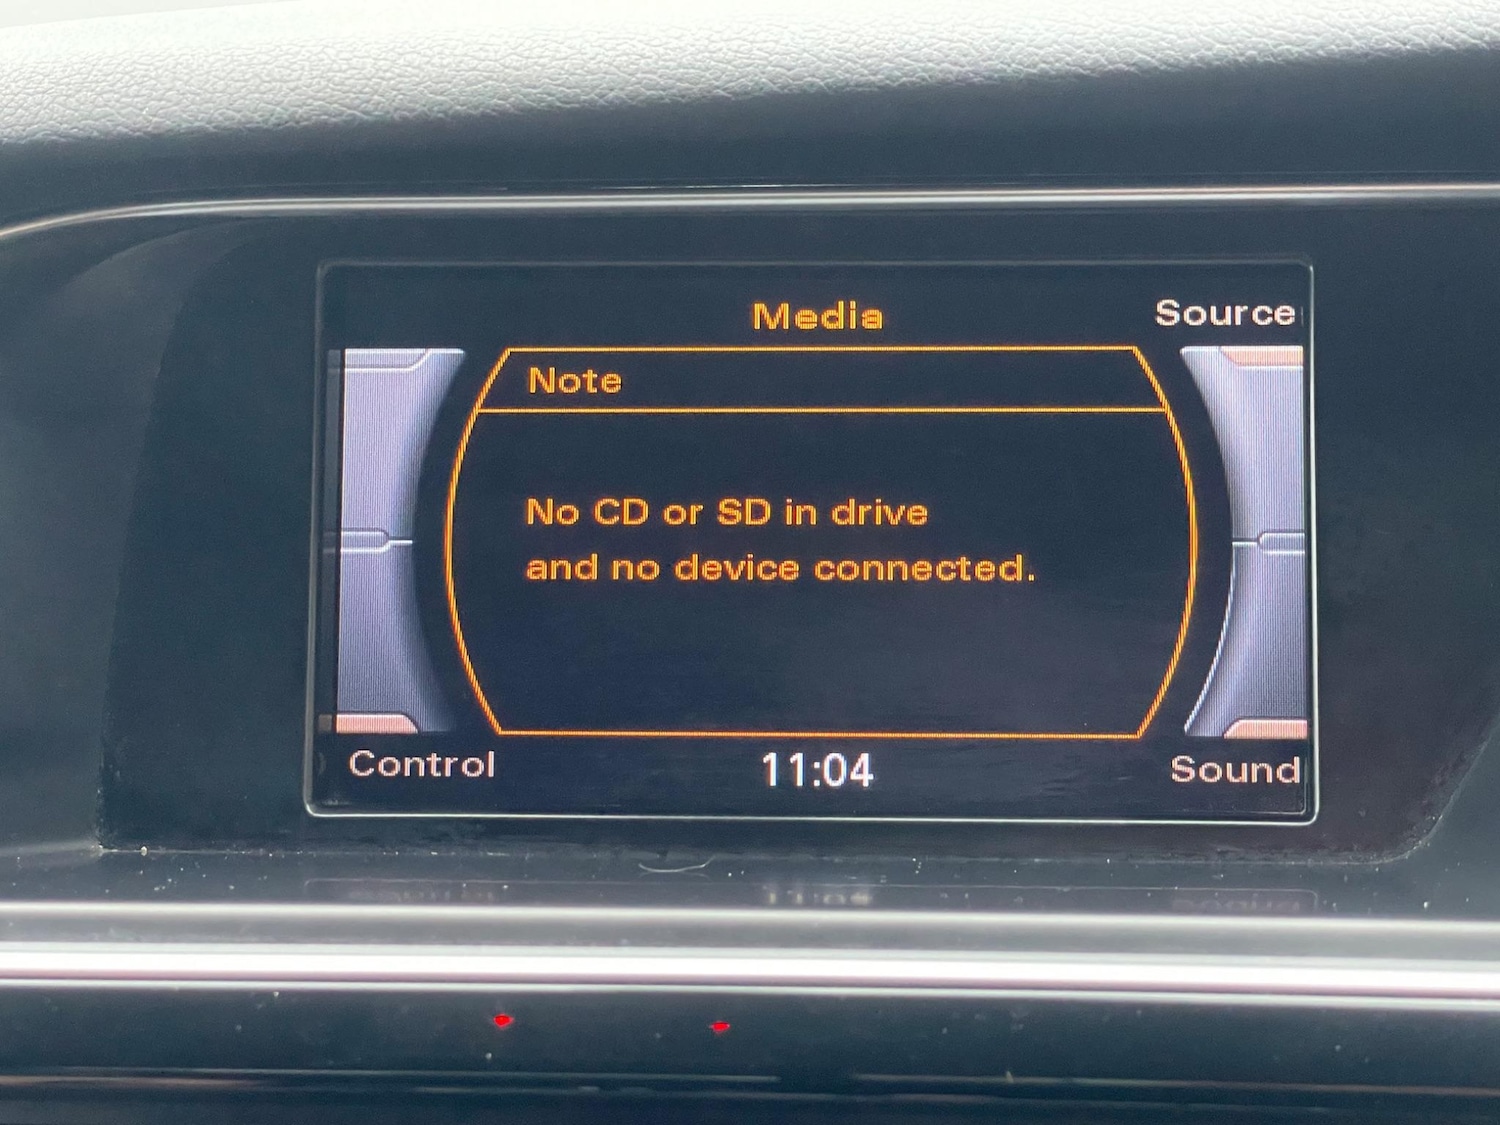 Media
Source
Note
No CD or SD in drive
and no device connected.
Control
11:04
Sound